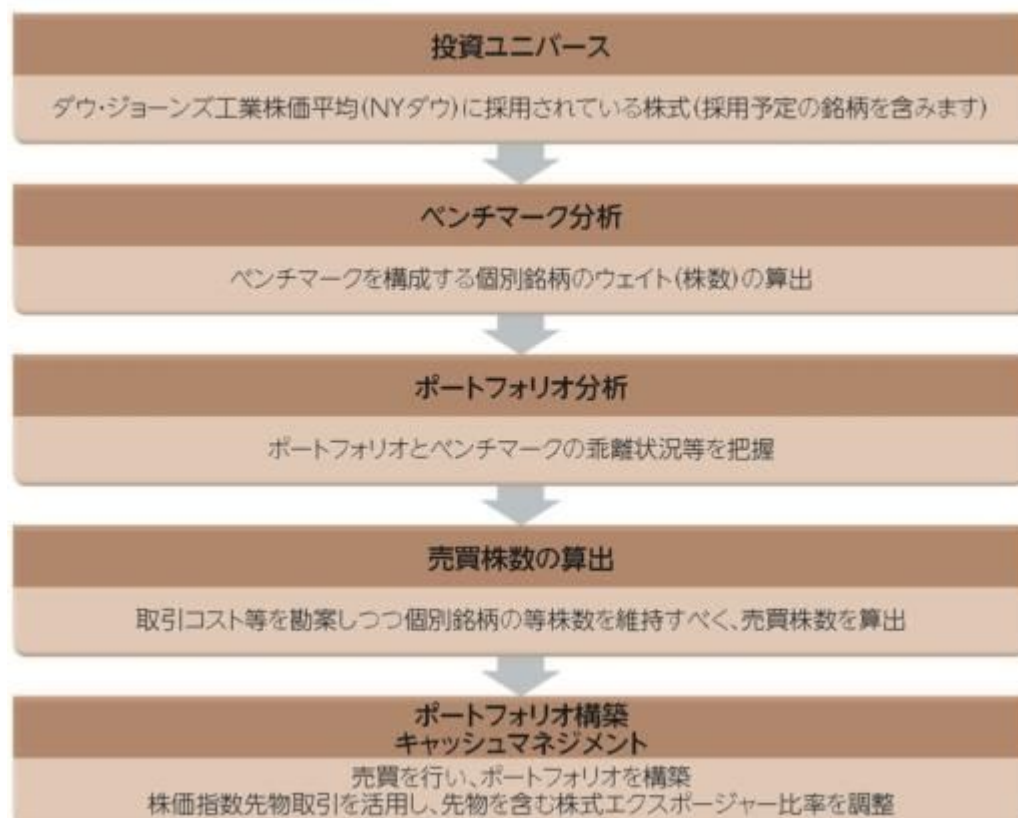 投資ユニバース
ダウ・ジョーンズ工業株価平均(NYダウ)に採用されている株式(採用予定の銘柄を含みます)
ベンチマーク分析
ベンチマークを構成する個別銘柄のウェイト(株数)の算出
ポートフォリオ分析
ポートフォリオとベンチマークの乖離状況等を把握
売買株数の算出
取引コスト等を勘案しつつ個別銘柄の等株数を維持すべく、売買株数を算出
ポートフォリオ構築
キャッシュマネジメント
売買を行い、ポートフォリオを構築
株価指数先物取引を活用し、先物を含む株式エクスポージャー比率を調整